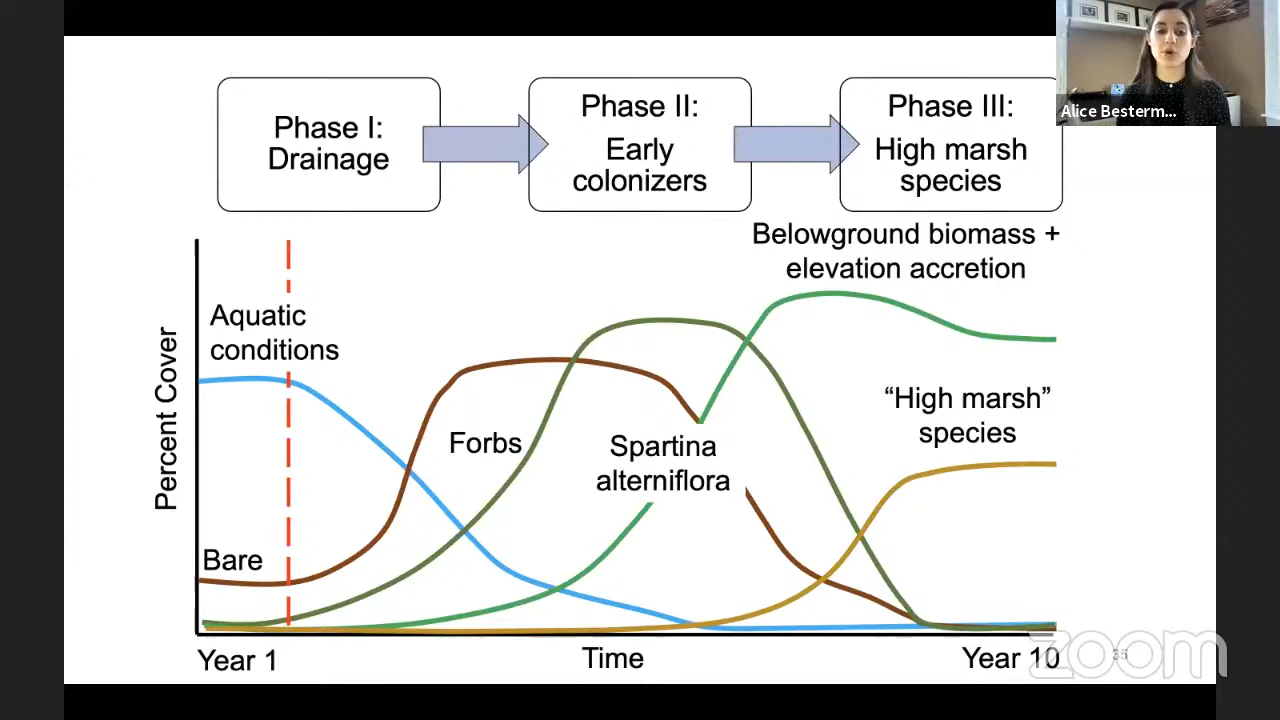 Phase I:
Drainage
Phase II:
Early
colonizers
Phase III:
High marsh
species
Alice Besterm...
Belowground biomass +
elevation accretion
Aquatic
conditions
Percent Cover
“High marsh”
species
Forbs
Spartina
alterniflora
Bare
Year 1
Time
Year 10
35
zoom